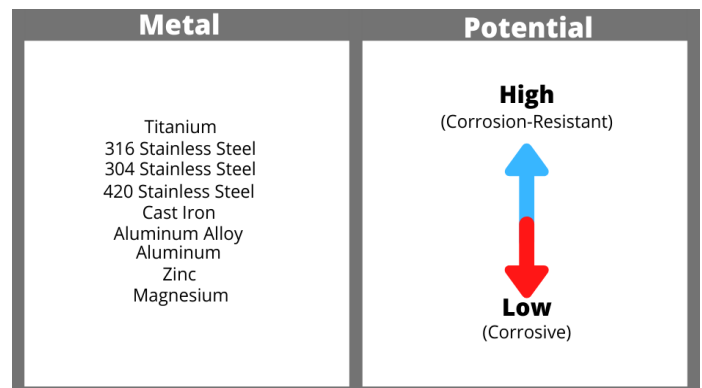 Metal
Titanium
316 Stainless Steel
304 Stainless Steel
420 Stainless Steel
Cast Iron
Aluminum Alloy
Aluminum
Zinc
Magnesium
Potential
High
(Corrosion-Resistant)
Low
(Corrosive)